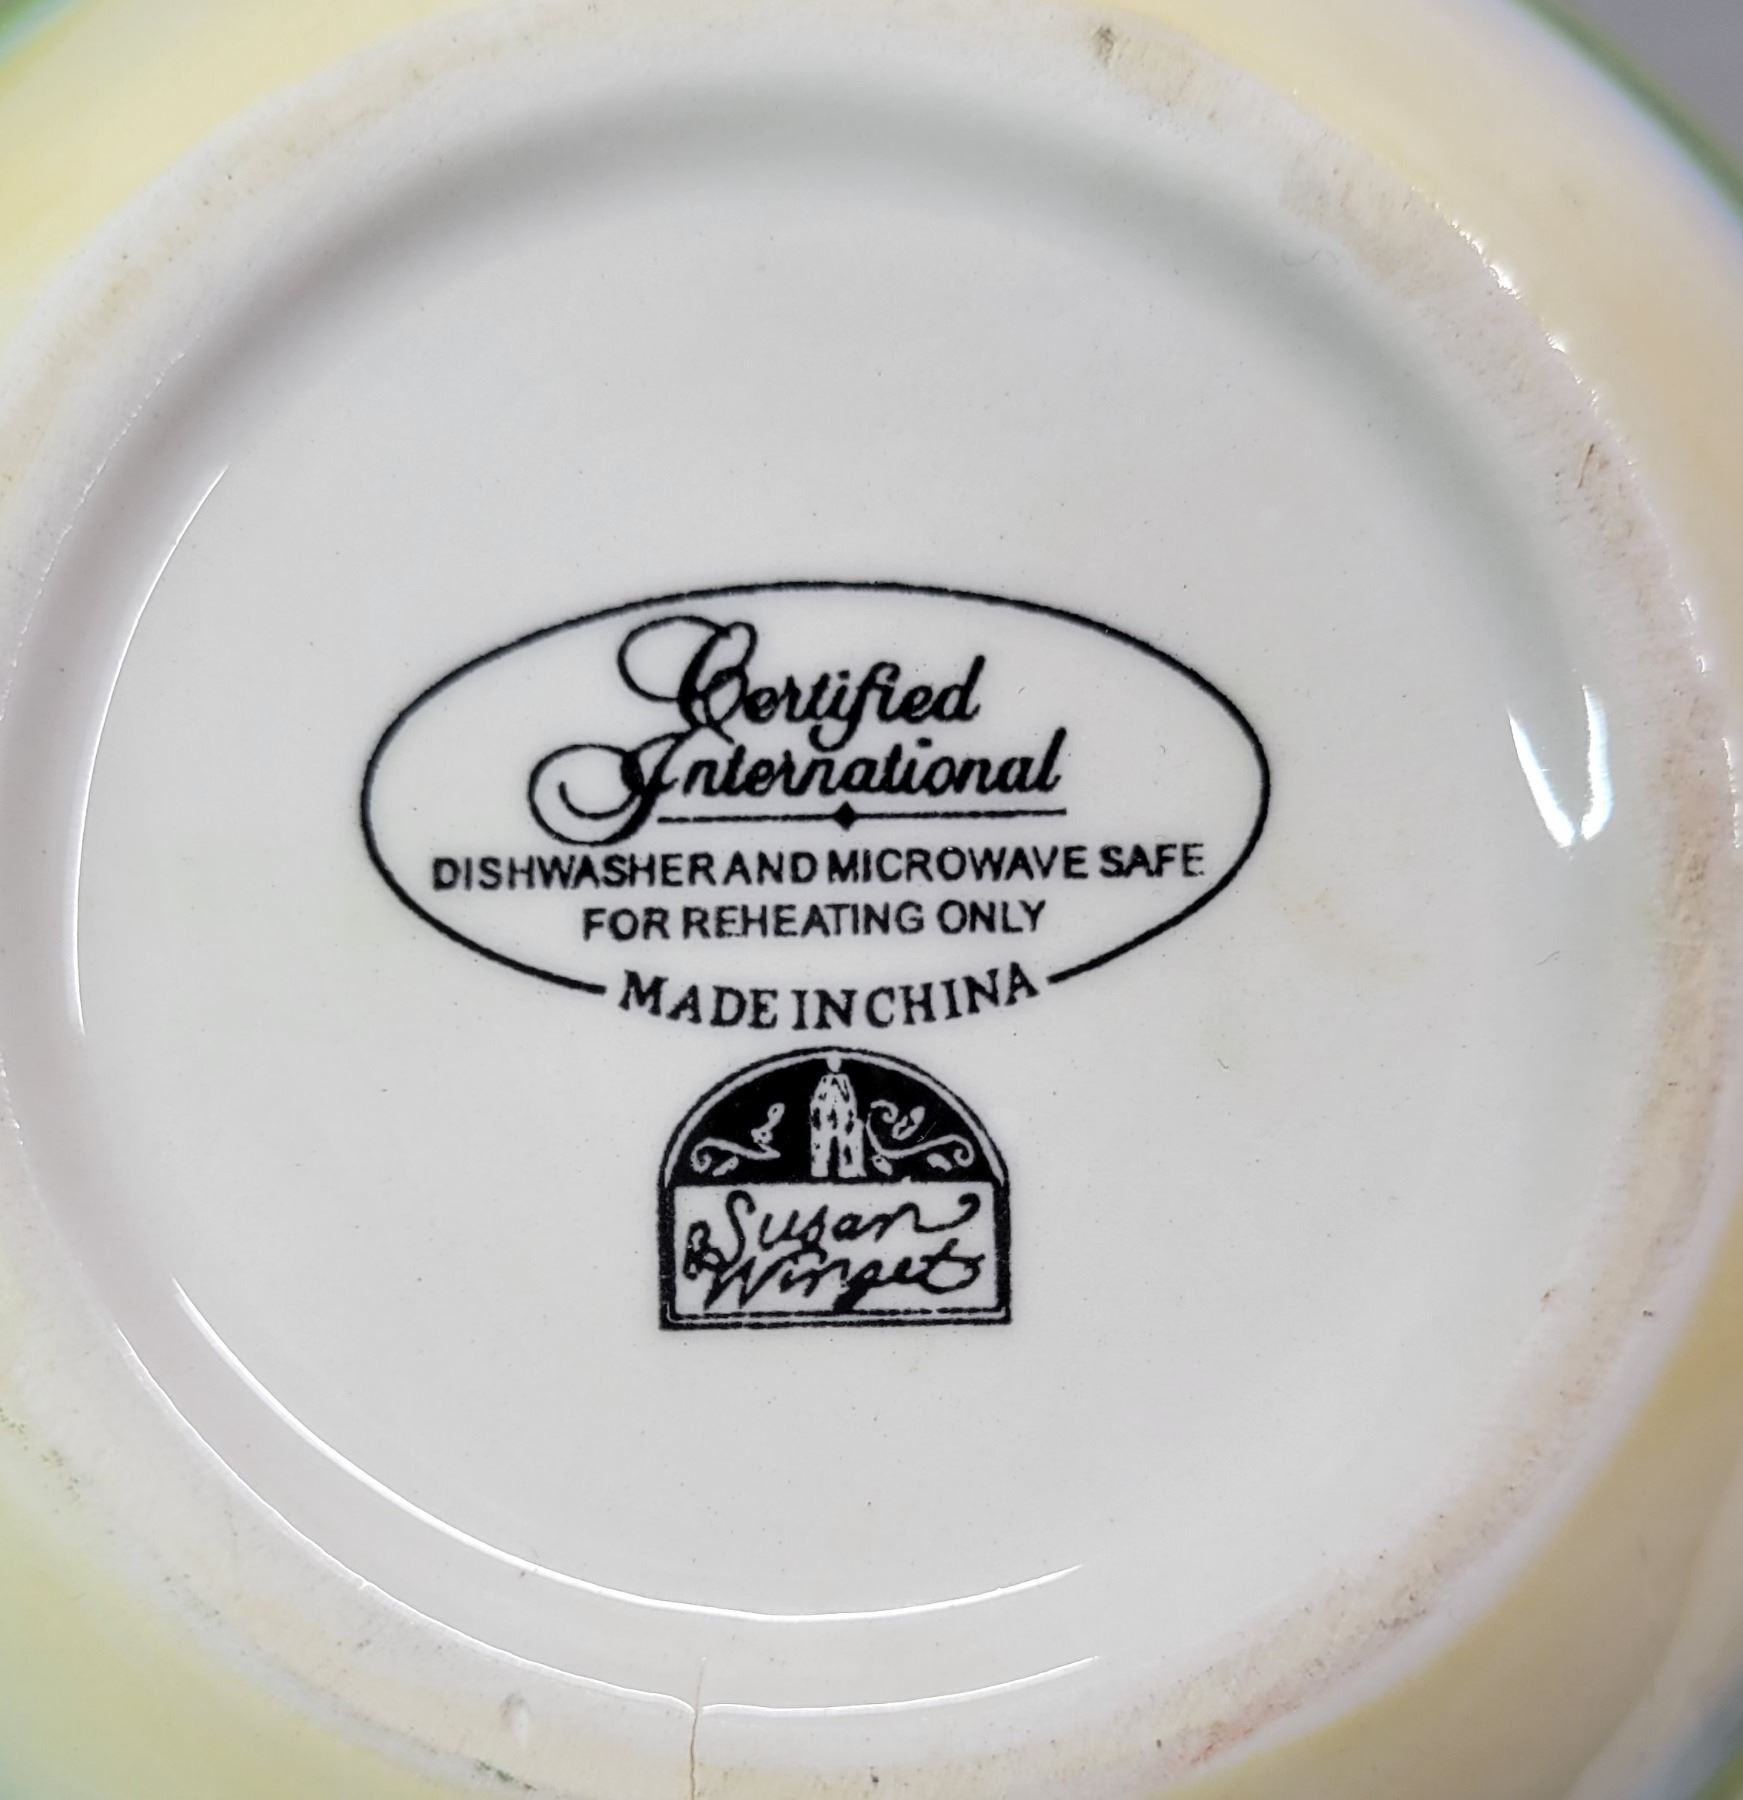 Certified
International
DISHWASHER AND MICROWAVE SAFE
FOR REHEATING ONLY
MADE IN CHINA
Susan
Winget